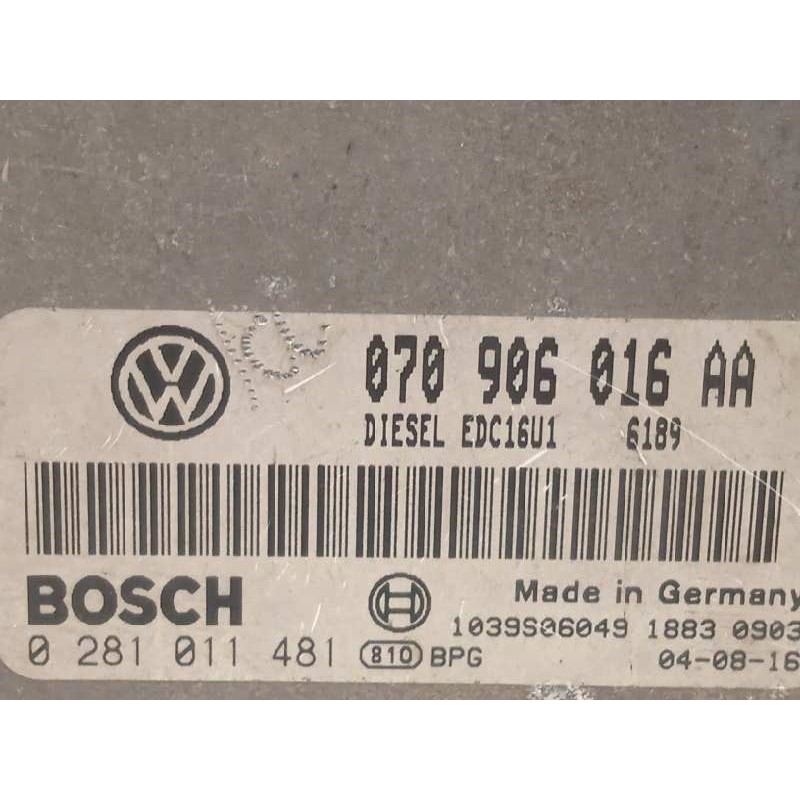 VW
070 906 016 AA
DIESEL EDC16U1 6189
BOSCH
Made in Germany
1039S06049 1883 0903
0 281 011 481 810 BPG 04-08-16